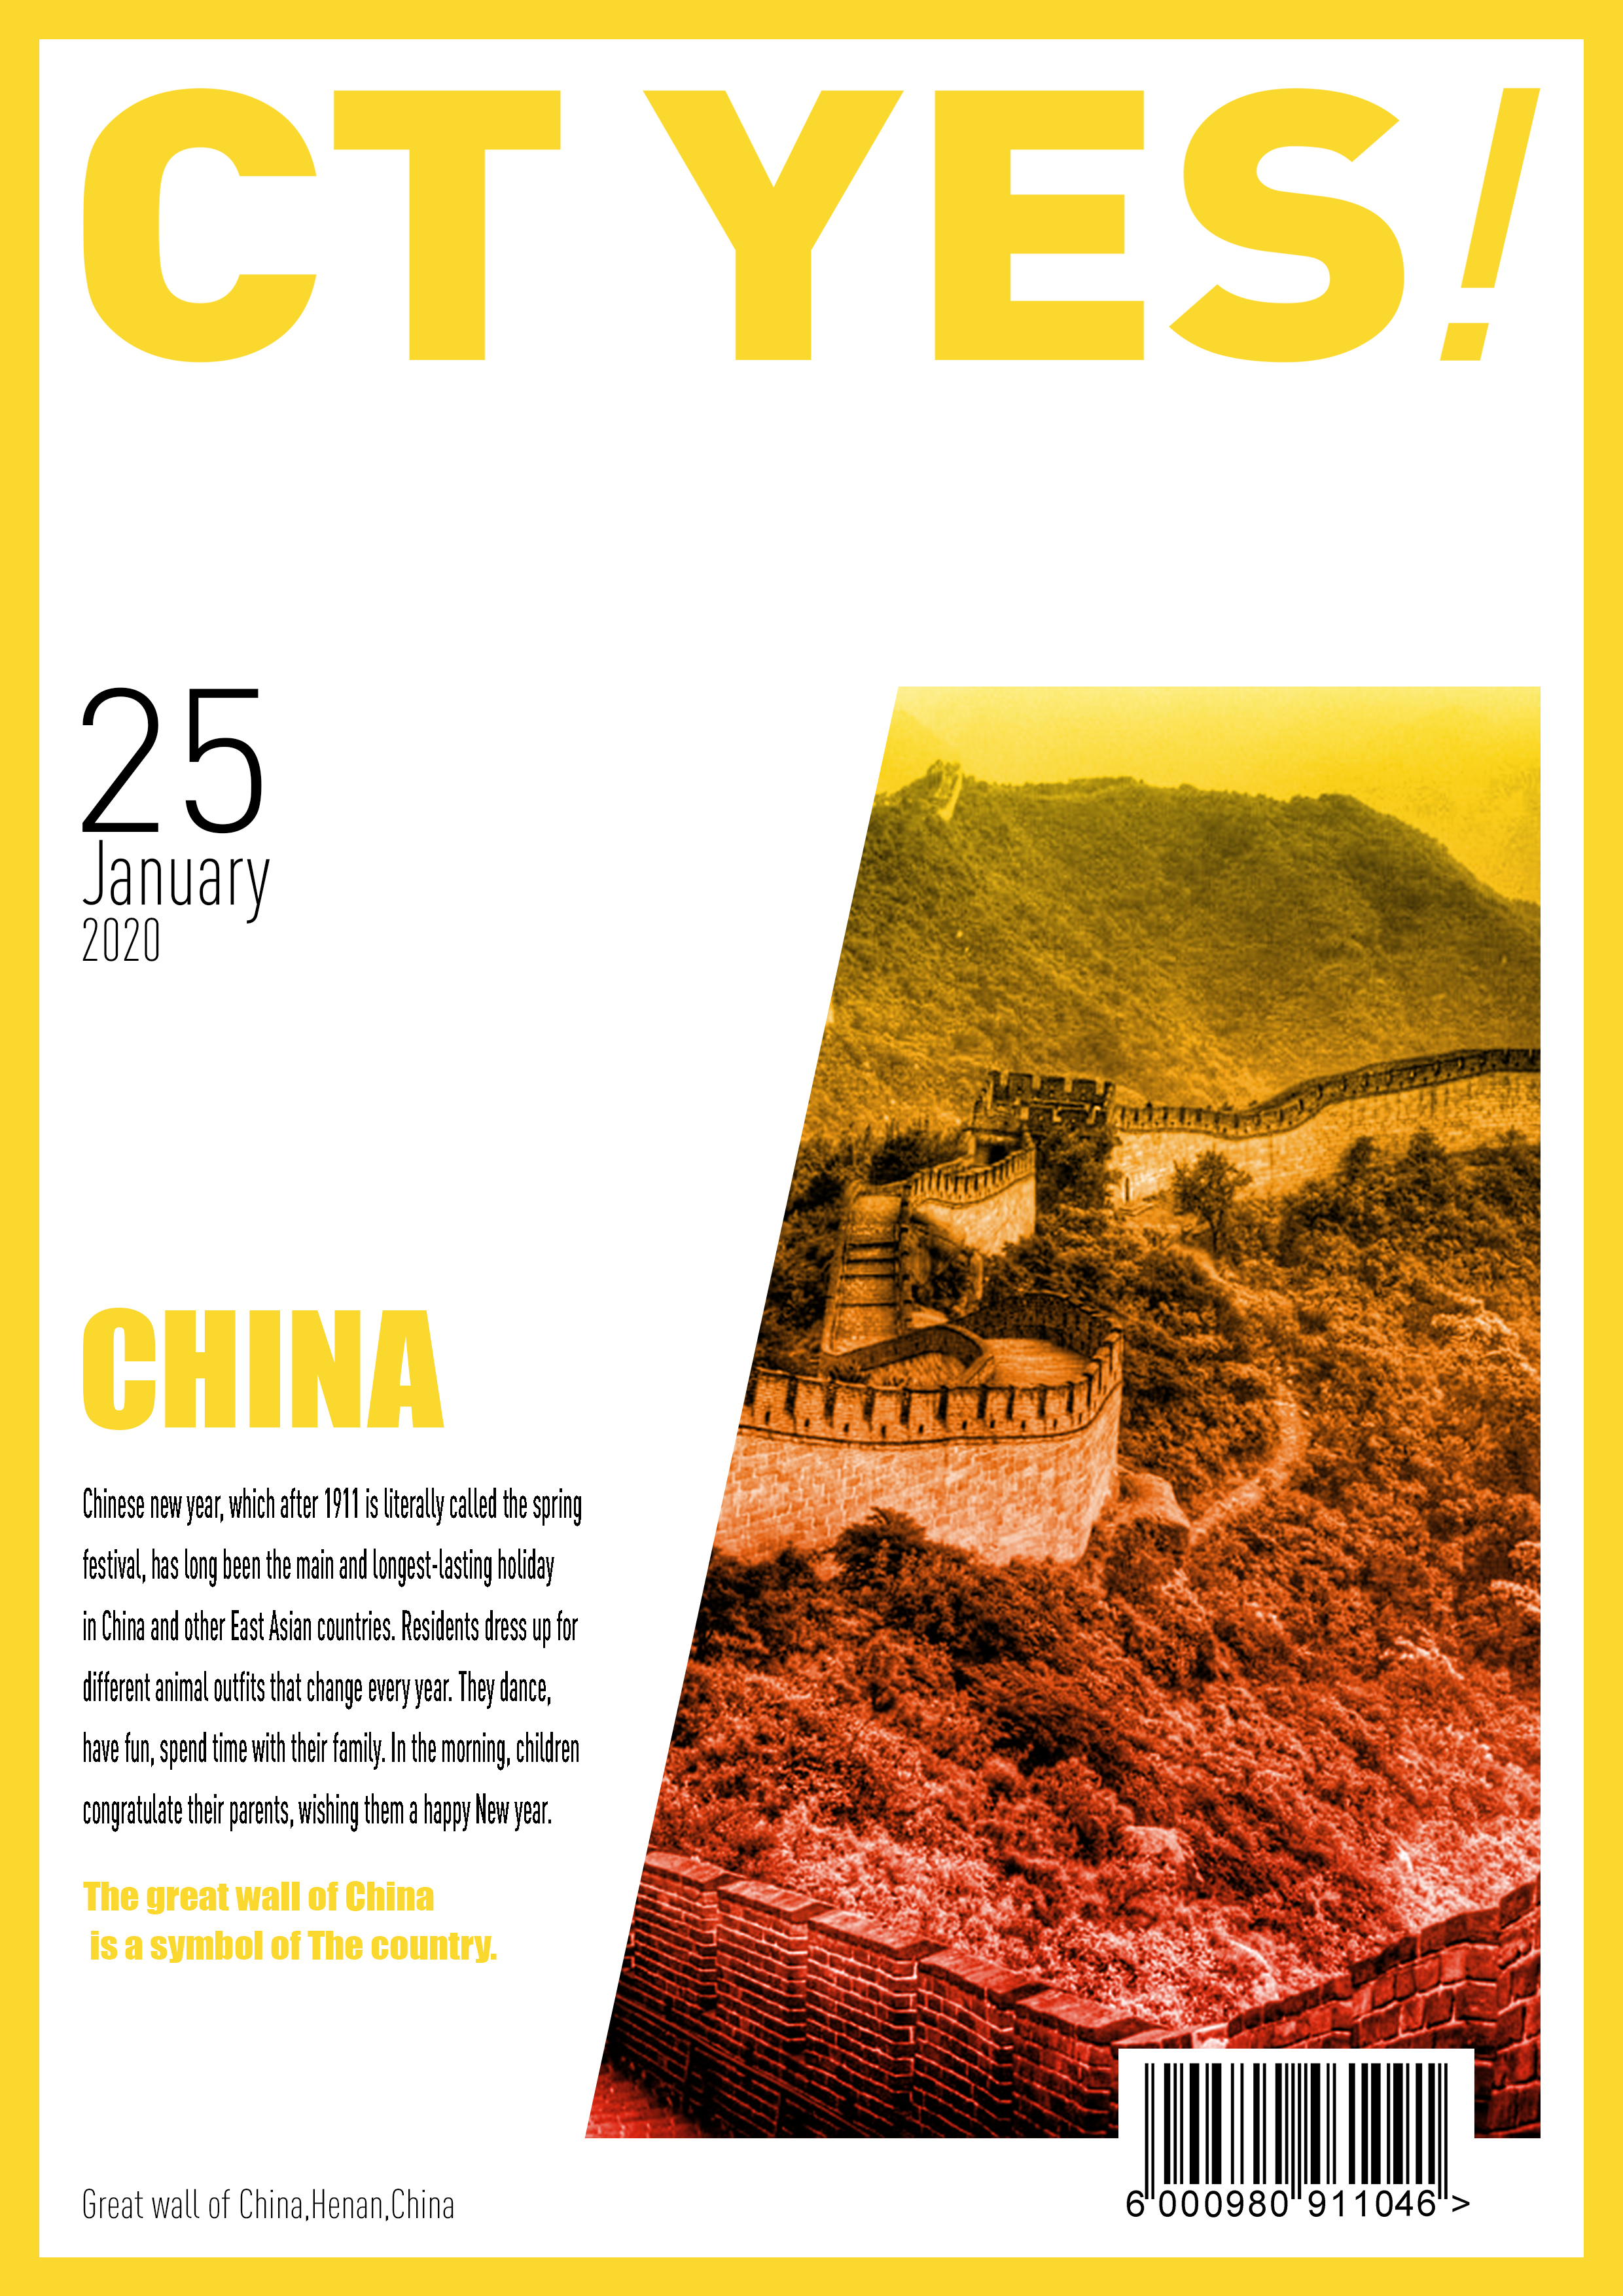 CT YES!
25
January
2020
CHINA
Chinese new year, which after 1911 is literally called the spring
festival, has long been the main and longest-lasting holiday
in China and other East Asian countries. Residents dress up for
different animal outfits that change every year. They dance,
have fun, spend time with their family. In the morning, children
congratulate their parents, wishing them a happy New year.
The great wall of China
is a symbol of The country.
Great wall of China,Henan,China
6 000980 911046 >